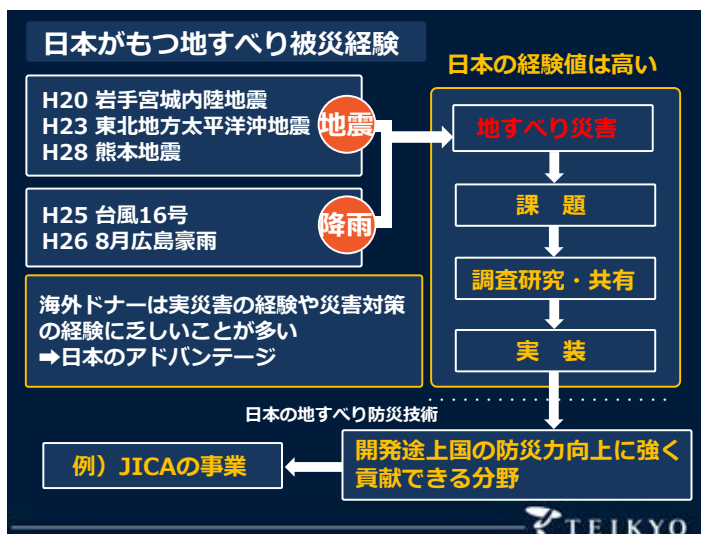 日本がもつ地すべり被災経験
H20 岩手宮城内陸地震
H23 東北地方太平洋沖地震
H28 熊本地震
地震
H25 台風16号
H26 8月広島豪雨
降雨
海外ドナーは実災害の経験や災害対策
の経験に乏しいことが多い
➡日本のアドバンテージ
日本の経験値は高い
地すべり災害
課 題
調査研究・共有
実 装
日本の地すべり防災技術
開発途上国の防災力向上に強く
貢献できる分野
例）JICAの事業
TEIKYO